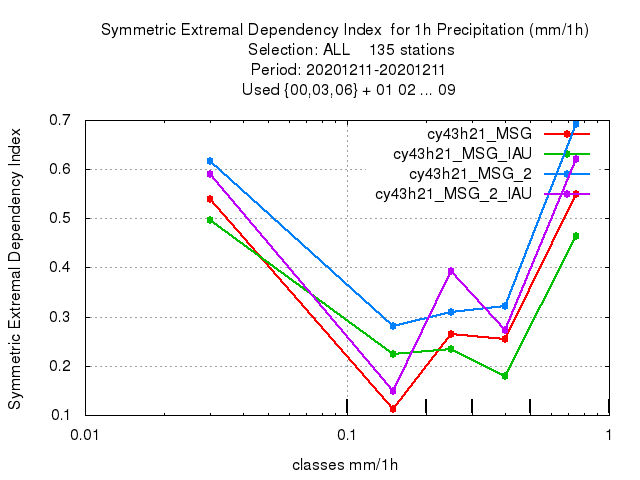 Symmetric Extremal Dependency Index  for 1h Precipitation (mm/1h)
Selection: ALL    135 stations
Period: 20201211-20201211
Used {00,03,06} + 01 02 ... 09
cy43h21_MSG
cy43h21_MSG_IAU
cy43h21_MSG_2
cy43h21_MSG_2_IAU
Symmetric Extremal Dependency Index
0.7
0.6
0.5
0.4
0.3
0.2
0.1
0.01 0.1 1
classes mm/1h